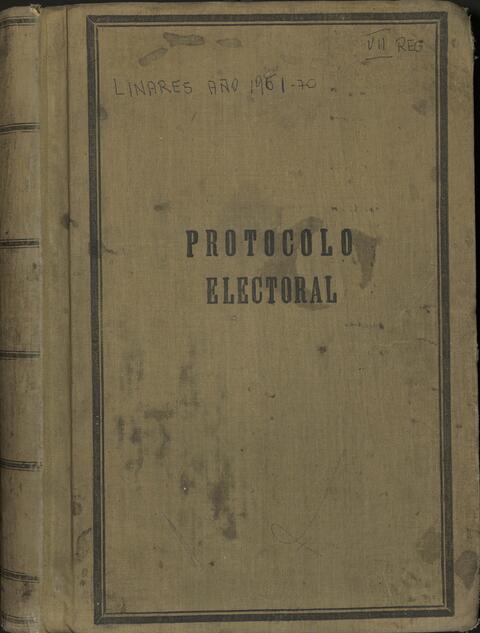 VII REG
LINARES AÑO 1961-70
PROTOCOLO
ELECTORAL